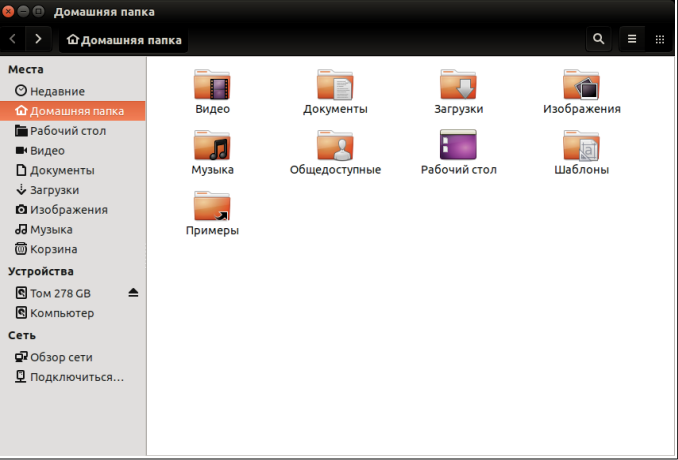 Домашняя папка
Домашняя папка
Места
Недавние
Домашняя папка
Рабочий стол
Видео
Документы
Загрузки
Изображения
Музыка
Корзина
Устройства
Том 278 GB
Компьютер
Сеть
Обзор сети
Подключиться...
Видео
Документы
Загрузки
Изображения
Музыка
Общедоступные
Рабочий стол
Шаблоны
Примеры